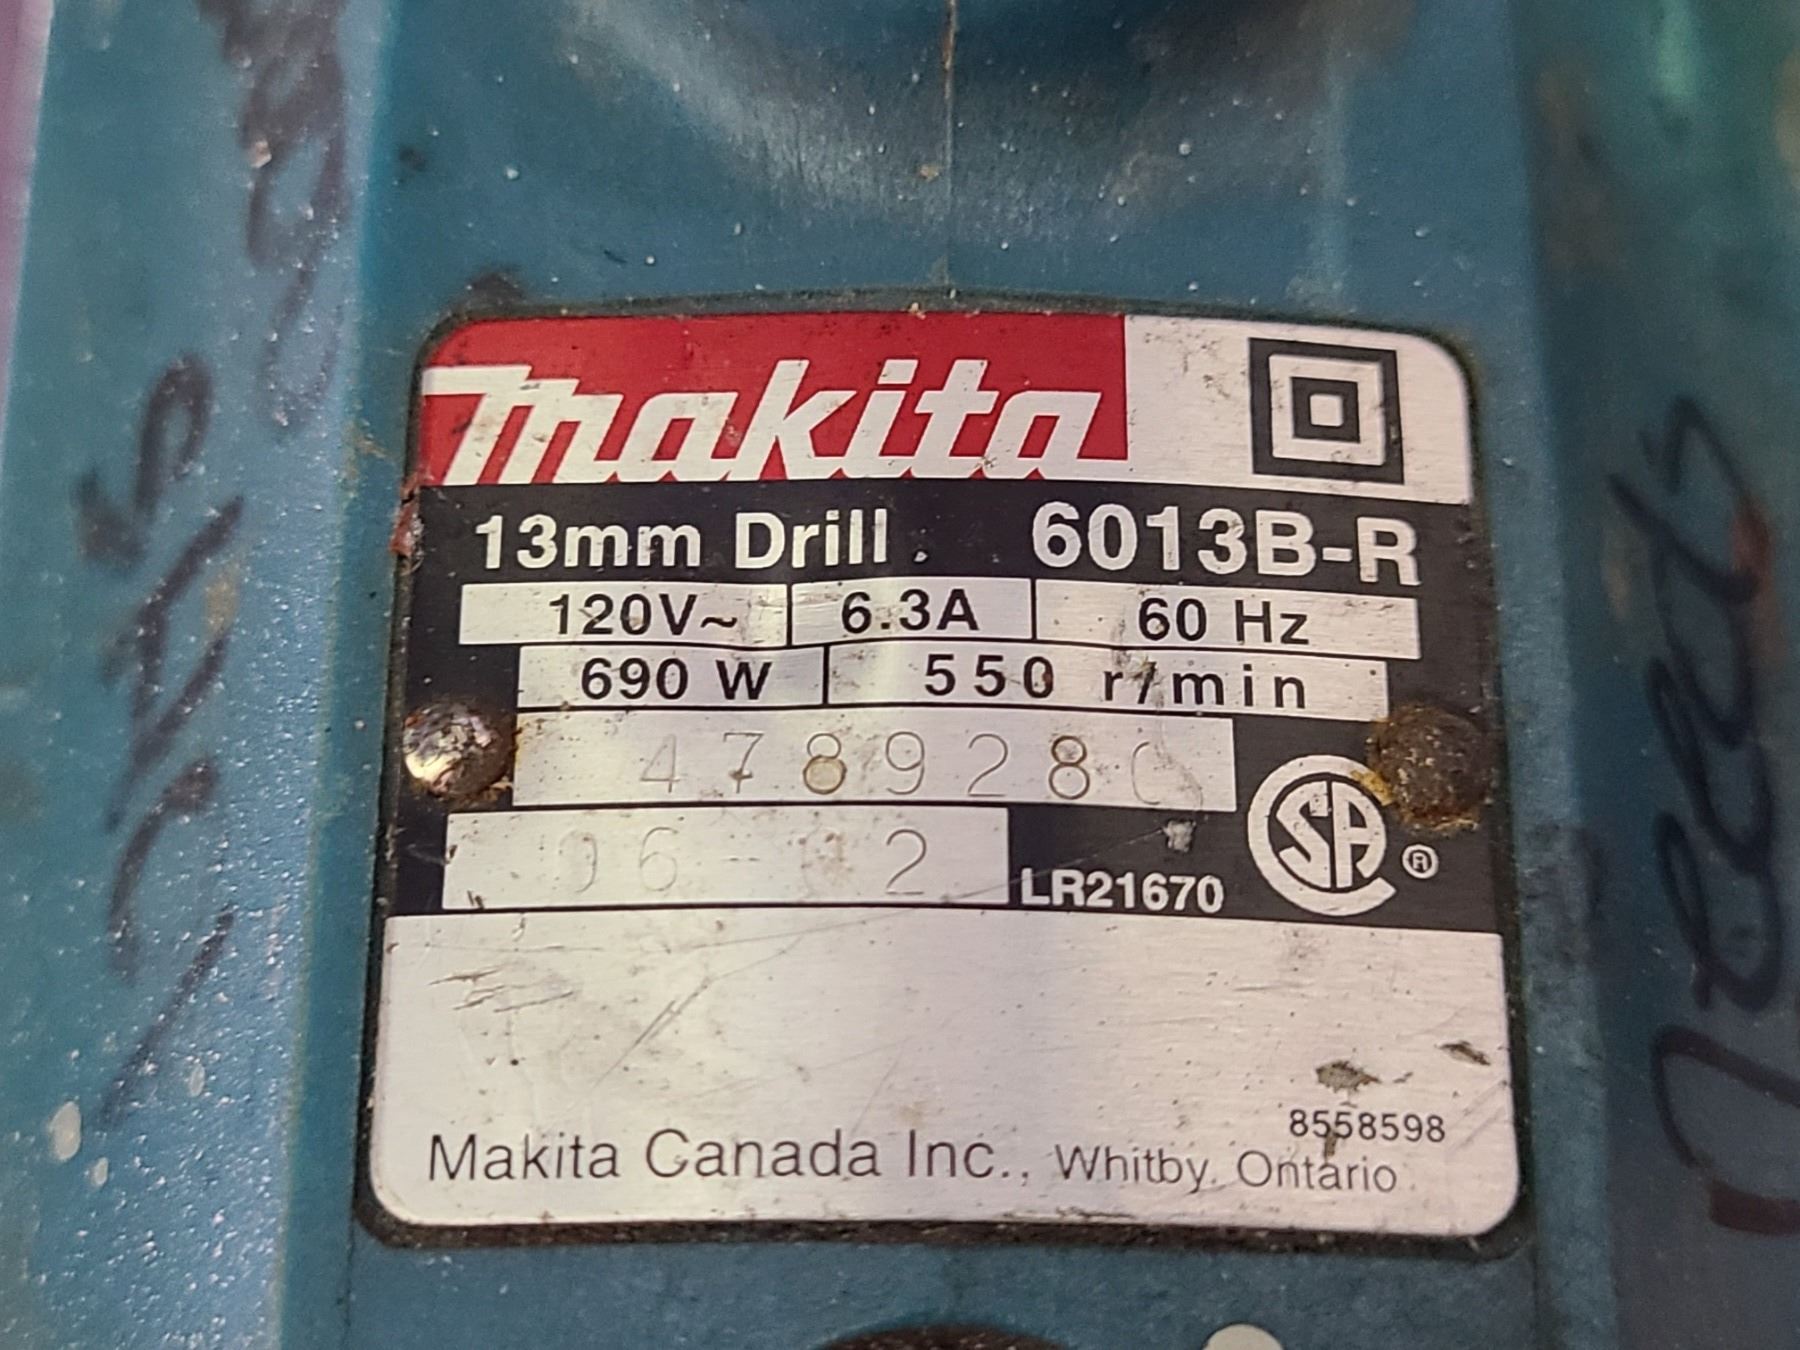 makita
13mm Drill 6013B-R
120V~ 6.3A 60 Hz
690 W 550 r/min
LR21670
SA ®
8558598
Makita Canada Inc., Whitby, Ontario